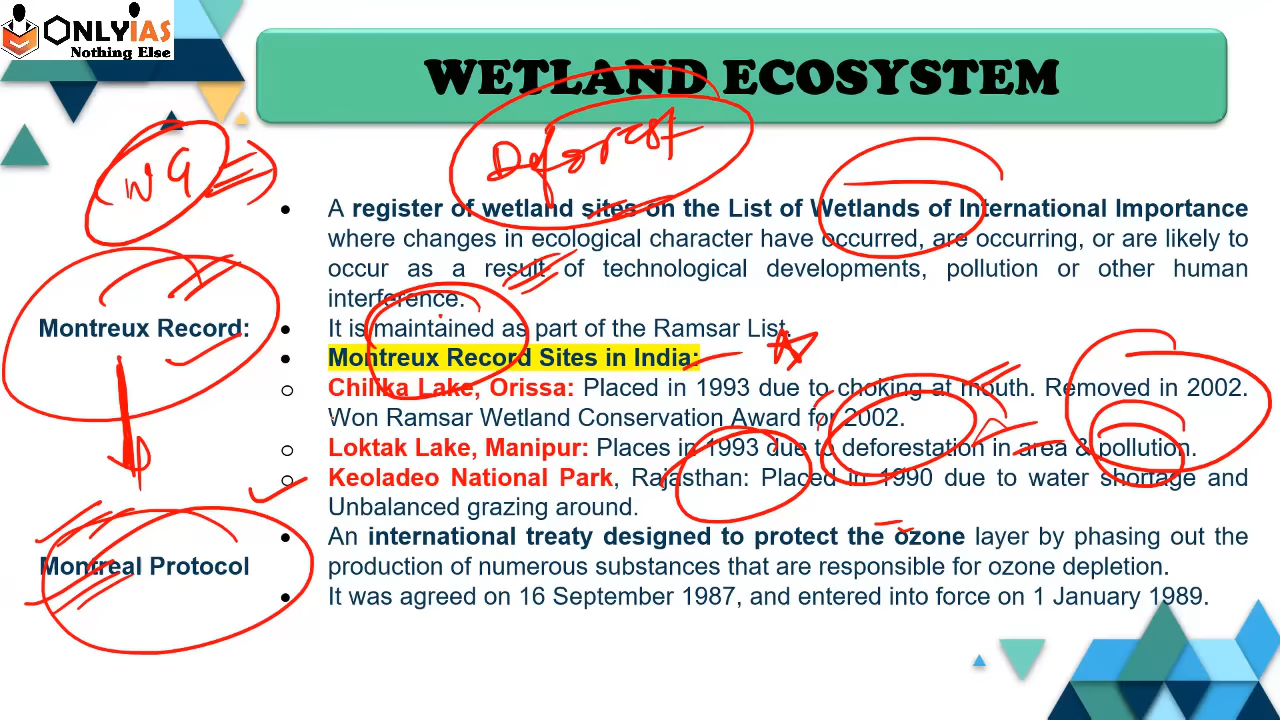 ONLYIAS
Nothing Else
WETLAND ECOSYSTEM
Deforest
W G
• A register of wetland sites on the List of Wetlands of International Importance
where changes in ecological character have occurred, are occurring, or are likely to
occur as a result of technological developments, pollution or other human
interference.
Montreux Record:
• It is maintained as part of the Ramsar List.
• Montreux Record Sites in India:
o Chilika Lake, Orissa: Placed in 1993 due to choking at mouth. Removed in 2002.
Won Ramsar Wetland Conservation Award for 2002.
o Loktak Lake, Manipur: Places in 1993 due to deforestation in area & pollution.
o Keoladeo National Park, Rajasthan: Placed in 1990 due to water shortage and
Unbalanced grazing around.
• An international treaty designed to protect the ozone layer by phasing out the
Montreal Protocol
production of numerous substances that are responsible for ozone depletion.
• It was agreed on 16 September 1987, and entered into force on 1 January 1989.